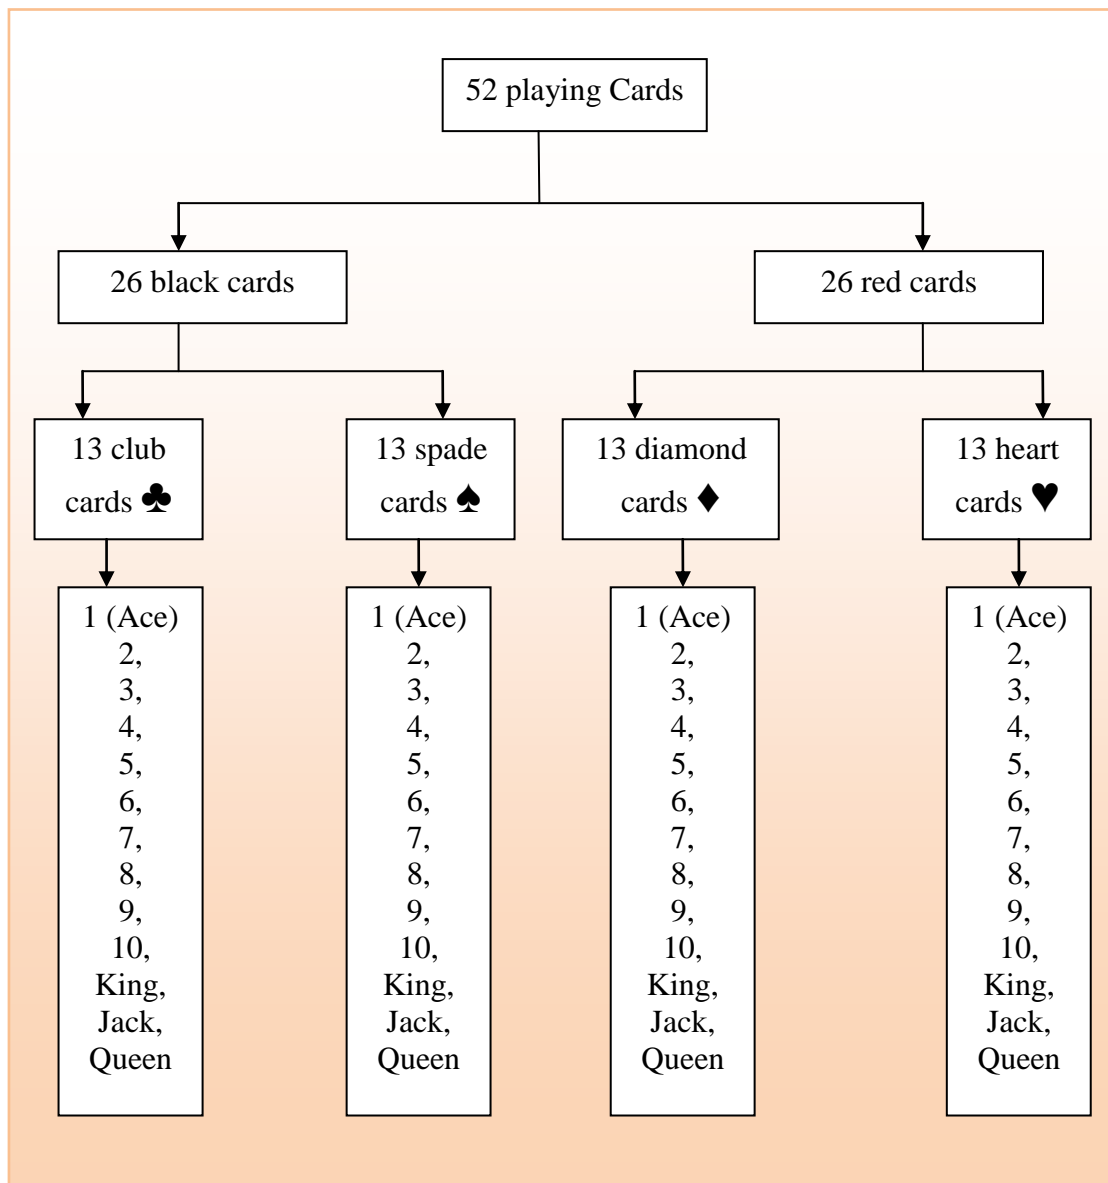 52 playing Cards
26 black cards
26 red cards
13 club
cards ♣
13 spade
cards ♠
13 diamond
cards ♦
13 heart
cards ♥
1 (Ace)
2,
3,
4,
5,
6,
7,
8,
9,
10,
King,
Jack,
Queen
1 (Ace)
2,
3,
4,
5,
6,
7,
8,
9,
10,
King,
Jack,
Queen
1 (Ace)
2,
3,
4,
5,
6,
7,
8,
9,
10,
King,
Jack,
Queen
1 (Ace)
2,
3,
4,
5,
6,
7,
8,
9,
10,
King,
Jack,
Queen